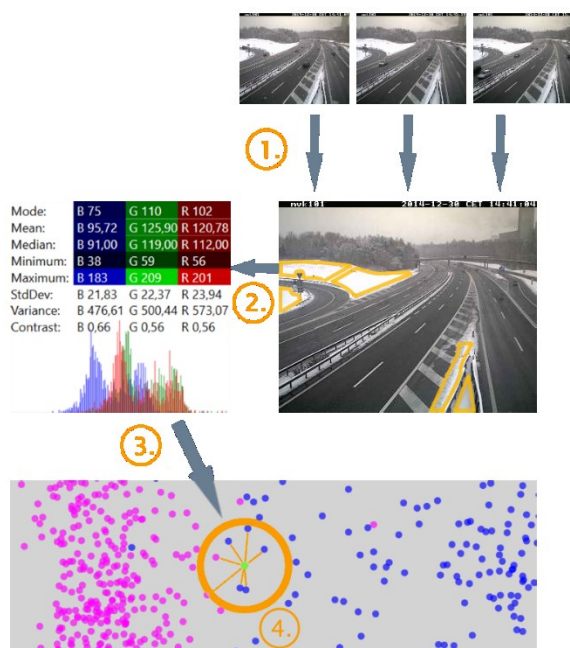 1.
nvk101 2014-12-30 CET 14:41:04
Mode: B 75 G 110 R 102
Mean: B 95,72 G 125,90 R 120,78
Median: B 91,00 G 119,00 R 112,00
Minimum: B 38 G 59 R 56
Maximum: B 183 G 209 R 201
StdDev: B 21,83 G 22,37 R 23,94
Variance: B 476,61 G 500,44 R 573,07
Contrast: B 0,66 G 0,56 R 0,56
2.
3.
4.